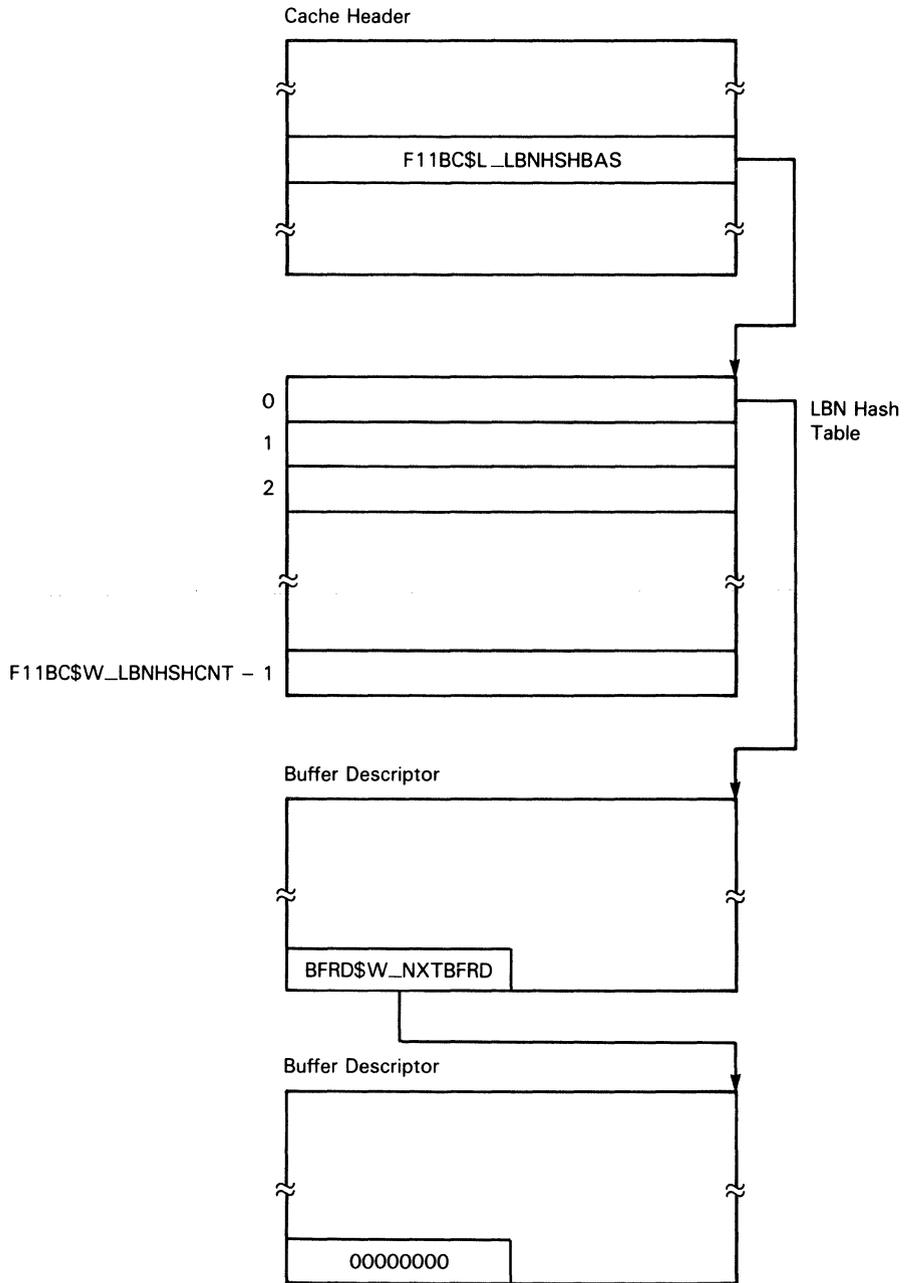 Cache Header
F11BC$L_LBNHSHBAS
0
LBN Hash
Table
1
2
F11BC$W_LBNHSHCNT – 1
Buffer Descriptor
BFRD$W_NXTBFRD
Buffer Descriptor
00000000